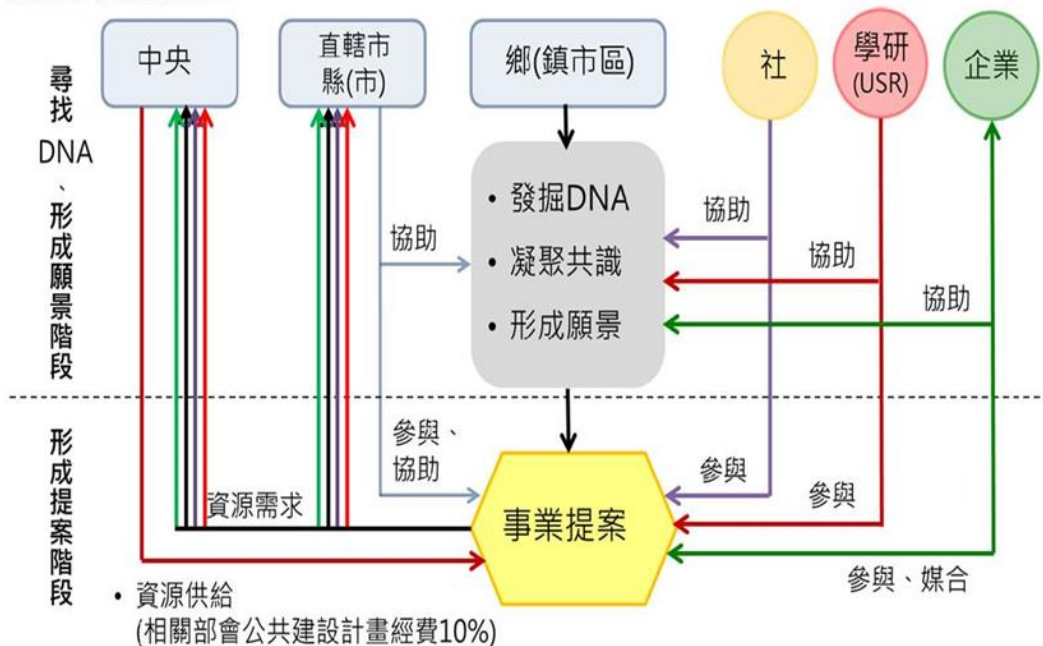 中央
直轄市
縣(市)
鄉(鎮市區)
社
學研
(USR)
企業
尋找
DNA
、
形成願景階段
• 發掘DNA
• 凝聚共識
• 形成願景
協助
協助
協助
協助
形成提案階段
參與、
協助
資源需求
事業提案
參與
參與
參與、媒合
• 資源供給
(相關部會公共建設計畫經費10%)